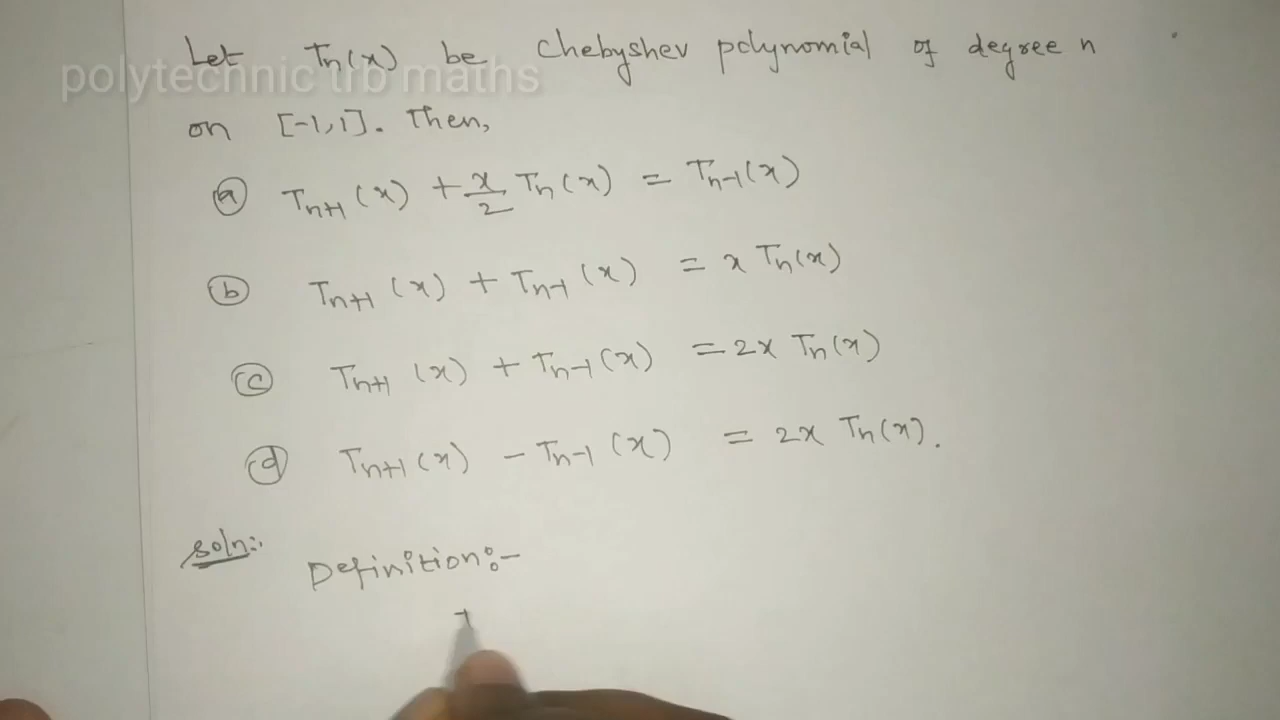 Let Tn(x) be Chebyshev polynomial of degree n
polytechnic trb maths
on [-1,1]. Then,
(a) Tn+1(x) + x/2 Tn(x) = Tn-1(x)
(b) Tn+1(x) + Tn-1(x) = x Tn(x)
(c) Tn+1(x) + Tn-1(x) = 2x Tn(x)
(d) Tn+1(x) - Tn-1(x) = 2x Tn(x).
Soln:-
Definition:-